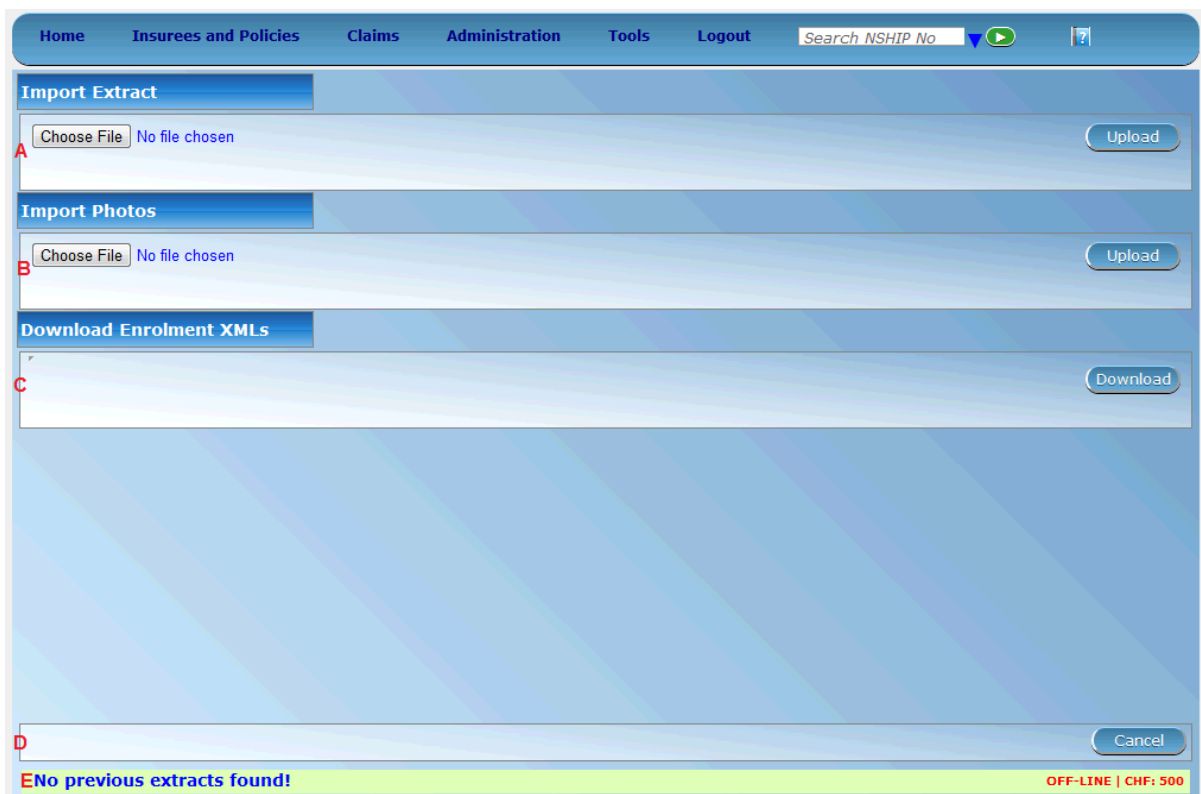 Home Insurees and Policies Claims Administration Tools Logout Search NSHIP No ?
Import Extract
A Choose File No file chosen Upload
Import Photos
B Choose File No file chosen Upload
Download Enrolment XMLs
C Download
D Cancel
E No previous extracts found! OFF-LINE | CHF: 500